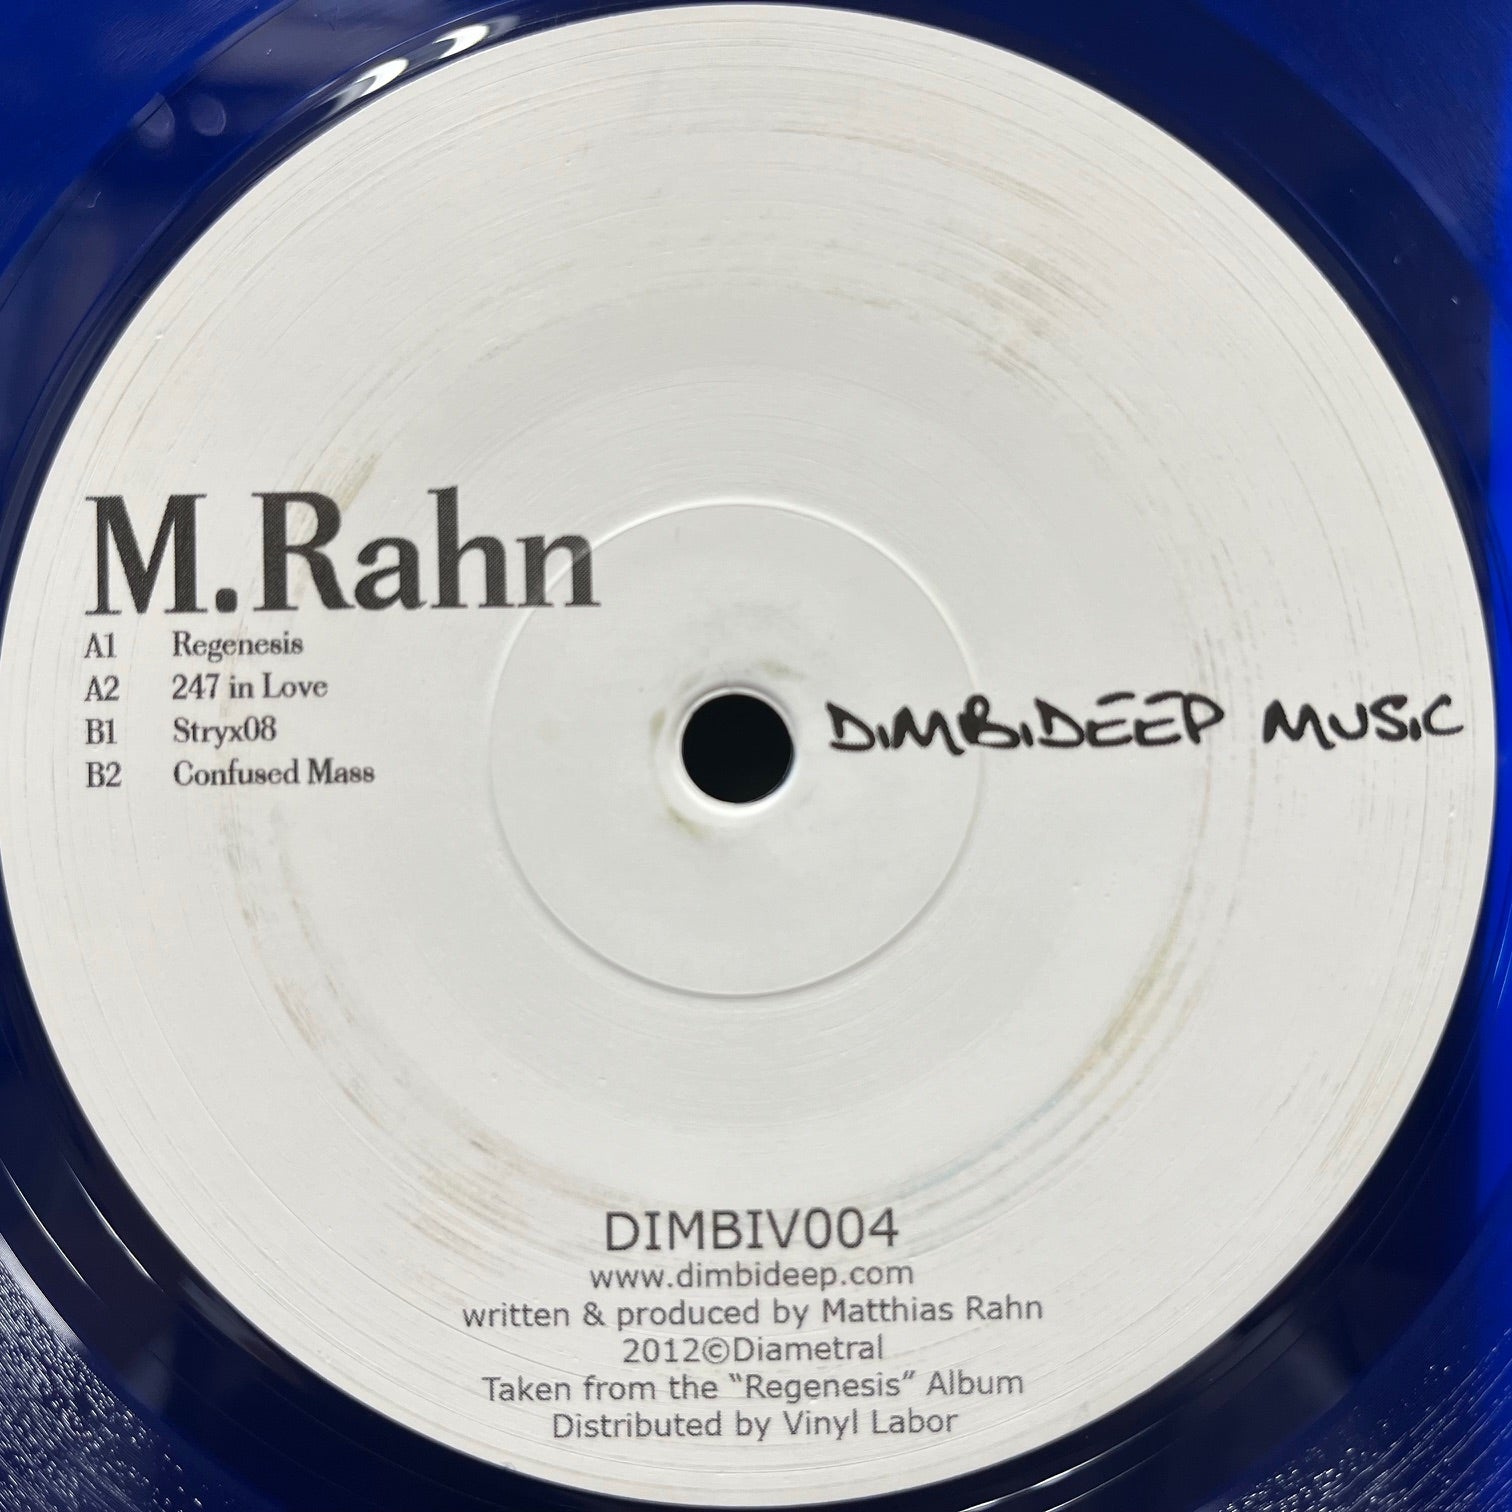 M.Rahn
A1 Regenesis
A2 247 in Love
B1 Stryx08
B2 Confused Mass
DIMBIDEEP MUSIC
DIMBIV004
www.dimbideep.com
written & produced by Matthias Rahn
2012©Diametral
Taken from the “Regenesis” Album
Distributed by Vinyl Labor